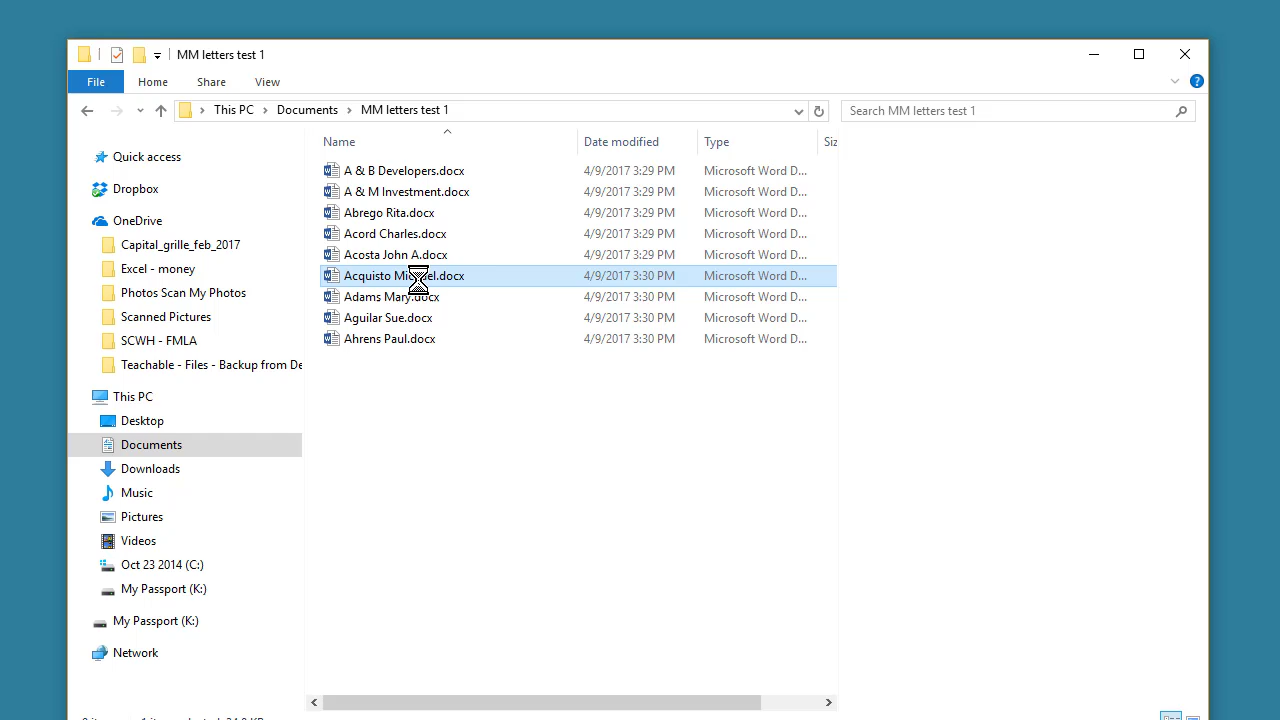 MM letters test 1
File Home Share View
This PC > Documents > MM letters test 1
Search MM letters test 1
Name Date modified Type Siz
Quick access
Dropbox
OneDrive
Capital_grille_feb_2017
Excel - money
Photos Scan My Photos
Scanned Pictures
SCWH - FMLA
Teachable - Files - Backup from De
This PC
Desktop
Documents
Downloads
Music
Pictures
Videos
Oct 23 2014 (C:)
My Passport (K:)
My Passport (K:)
Network
A & B Developers.docx 4/9/2017 3:29 PM Microsoft Word D...
A & M Investment.docx 4/9/2017 3:29 PM Microsoft Word D...
Abrego Rita.docx 4/9/2017 3:29 PM Microsoft Word D...
Acord Charles.docx 4/9/2017 3:29 PM Microsoft Word D...
Acosta John A.docx 4/9/2017 3:29 PM Microsoft Word D...
Acquisto 4/9/2017 3:30 PM Microsoft Word D...
Adams Mary.docx 4/9/2017 3:30 PM Microsoft Word D...
Aguilar Sue.docx 4/9/2017 3:30 PM Microsoft Word D...
Ahrens Paul.docx 4/9/2017 3:30 PM Microsoft Word D...